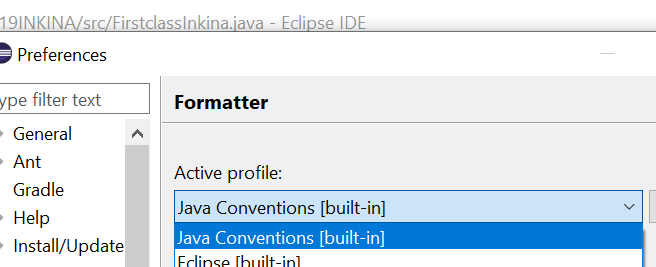 19INKINA/src/FirstclassInkina.java - Eclipse IDE
Preferences
ype filter text
Formatter
General
Ant
Gradle
Help
Install/Update
Active profile:
Java Conventions [built-in]
Java Conventions [built-in]
Eclipse [built-in]